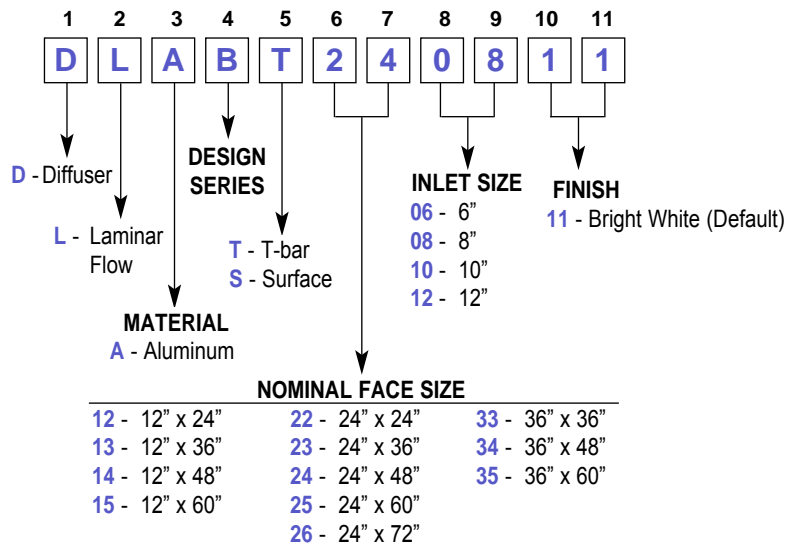 1 2 3 4 5 6 7 8 9 10 11
D L A B T 2 4 0 8 1 1
D - Diffuser
L - Laminar
Flow
MATERIAL
A - Aluminum
DESIGN
SERIES
T - T-bar
S - Surface
INLET SIZE
06 - 6”
08 - 8”
10 - 10”
12 - 12”
FINISH
11 - Bright White (Default)
NOMINAL FACE SIZE
12 - 12” x 24” 22 - 24” x 24” 33 - 36” x 36”
13 - 12” x 36” 23 - 24” x 36” 34 - 36” x 48”
14 - 12” x 48” 24 - 24” x 48” 35 - 36” x 60”
15 - 12” x 60” 25 - 24” x 60”
26 - 24” x 72”